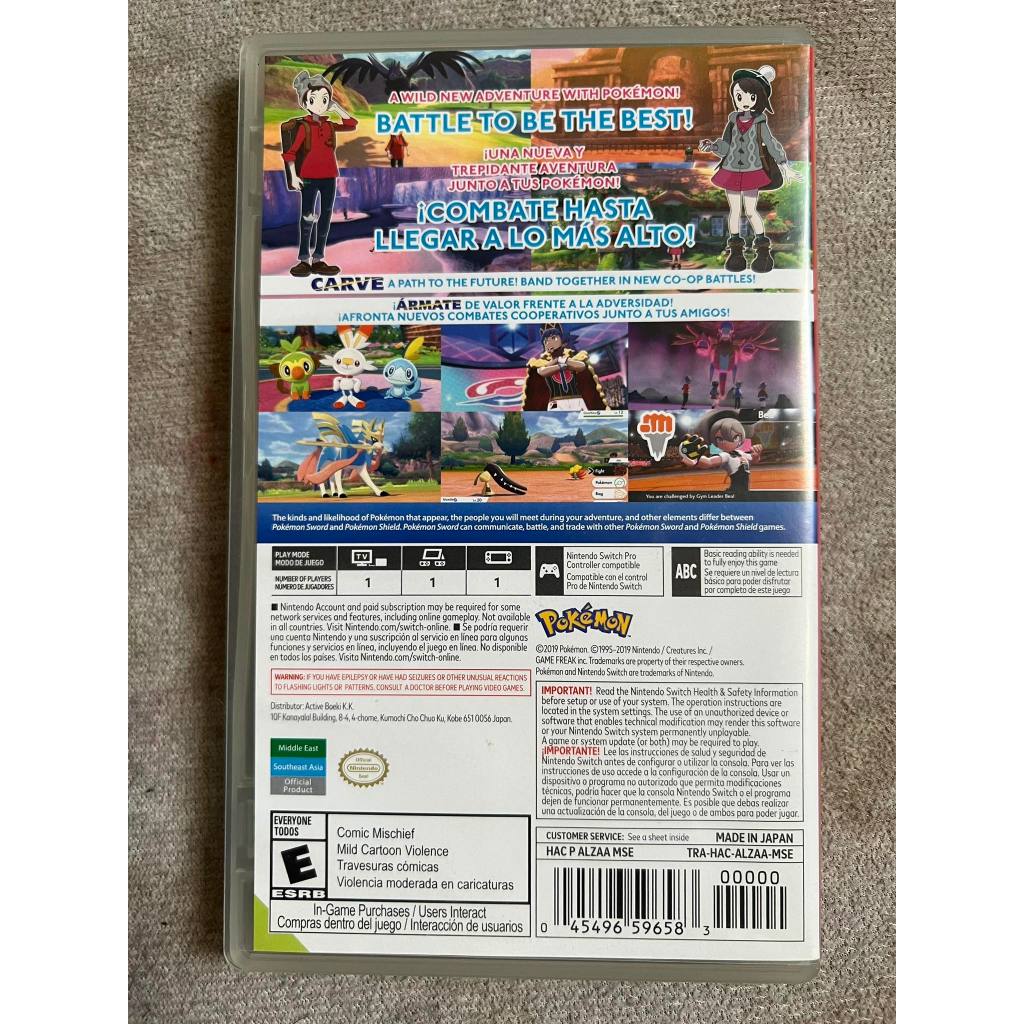 A WILD NEW ADVENTURE WITH POKÉMON!
BATTLE TO BE THE BEST!
¡UNA NUEVA Y
TREPIDANTE AVENTURA
JUNTO A TUS POKÉMON!
¡COMBATE HASTA
LLEGAR A LO MÁS ALTO!
CARVE A PATH TO THE FUTURE! BAND TOGETHER IN NEW CO-OP BATTLES!
¡ÁRMATE DE VALOR FRENTE A LA ADVERSIDAD!
¡AFRONTA NUEVOS COMBATES COOPERATIVOS JUNTO A TUS AMIGOS!
Fight
Pokémon
Bag
You are challenged by Gym Leader Bea!
The kinds and likelihood of Pokémon that appear, the people you will meet during your adventure, and other elements differ between
Pokémon Sword and Pokémon Shield. Pokémon Sword can communicate, battle, and trade with other Pokémon Sword and Pokémon Shield games.
PLAY MODE
MODO DE JUEGO
TV
NUMBER OF PLAYERS
NÚMERO DE JUGADORES
1 1 1
Nintendo Switch Pro
Controller compatible
Compatible con el control
Pro de Nintendo Switch
ABC
Basic reading ability is needed
to fully enjoy this game
Se requiere un nivel de lectura
básico para poder disfrutar
por completo de este juego
■ Nintendo Account and paid subscription may be required for some
network services and features, including online gameplay. Not available
in all countries. Visit Nintendo.com/switch-online. ■ Se podría requerir
una cuenta Nintendo y una suscripción al servicio en línea para algunas
funciones y servicios en línea, incluyendo el juego en línea. No disponible
en todos los países. Visita Nintendo.com/switch-online.
WARNING: IF YOU HAVE EPILEPSY OR HAVE HAD SEIZURES OR OTHER UNUSUAL REACTIONS
TO FLASHING LIGHTS OR PATTERNS, CONSULT A DOCTOR BEFORE PLAYING VIDEO GAMES.
Distributor: Active Boeki K.K.
10F Kanayalal Building, 8-4, 4-chome, Kumochi Cho Chuo Ku, Kobe 651 0056 Japan.
Middle East
Southeast Asia
Official
Product
Official
Nintendo
Seal
POKÉMON
©2019 Pokémon. ©1995-2019 Nintendo / Creatures Inc. /
GAME FREAK inc. Trademarks are property of their respective owners.
Pokémon and Nintendo Switch are trademarks of Nintendo.
IMPORTANT! Read the Nintendo Switch Health & Safety Information
before setup or use of your system. The operation instructions are
located in the system settings. The use of an unauthorized device or
software that enables technical modification may render this software
or your Nintendo Switch system permanently unplayable.
A game or system update (or both) may be required to play.
¡IMPORTANTE! Lee las instrucciones de salud y seguridad de
Nintendo Switch antes de configurar o utilizar la consola. Para ver las
instrucciones de uso accede a la configuración de la consola. Usar un
dispositivo o programa no autorizado que permita modificaciones
técnicas, podría hacer que la consola Nintendo Switch o el programa
dejen de funcionar permanentemente. Es posible que debas realizar
una actualización de la consola, del juego o de ambos para poder jugar.
EVERYONE
TODOS
E
ESRB
Comic Mischief
Mild Cartoon Violence
Travesuras cómicas
Violencia moderada en caricaturas
In-Game Purchases / Users Interact
Compras dentro del juego / Interacción de usuarios
CUSTOMER SERVICE: See a sheet inside MADE IN JAPAN
HAC P ALZAA MSE TRA-HAC-ALZAA-MSE
00000
0 45496 59658 3